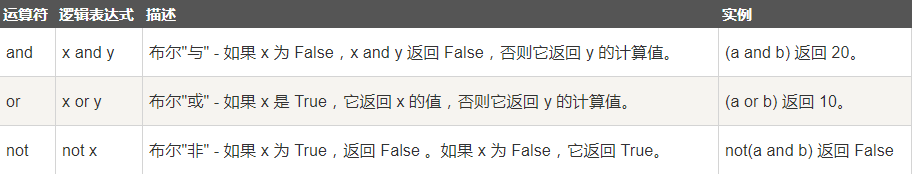 运算符 逻辑表达式 描述 实例
and x and y 布尔"与" - 如果 x 为 False，x and y 返回 False，否则它返回 y 的计算值。 (a and b) 返回 20。
or x or y 布尔"或" - 如果 x 是 True，它返回 x 的值，否则它返回 y 的计算值。 (a or b) 返回 10。
not not x 布尔"非" - 如果 x 为 True，返回 False 。如果 x 为 False，它返回 True。 not(a and b) 返回 False